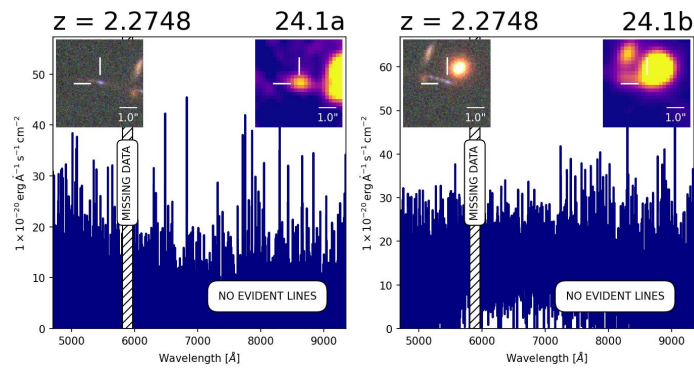 z = 2.2748 24.1a
1.0" 1.0"
50
40
30
20
10
0
1 × 10⁻²⁰ erg Å⁻¹ s⁻¹ cm⁻²
MISSING DATA
NO EVIDENT LINES
5000 6000 7000 8000 9000
Wavelength [Å]
z = 2.2748 24.1b
1.0" 1.0"
60
50
40
30
20
10
0
1 × 10⁻²⁰ erg Å⁻¹ s⁻¹ cm⁻²
MISSING DATA
NO EVIDENT LINES
5000 6000 7000 8000 9000
Wavelength [Å]